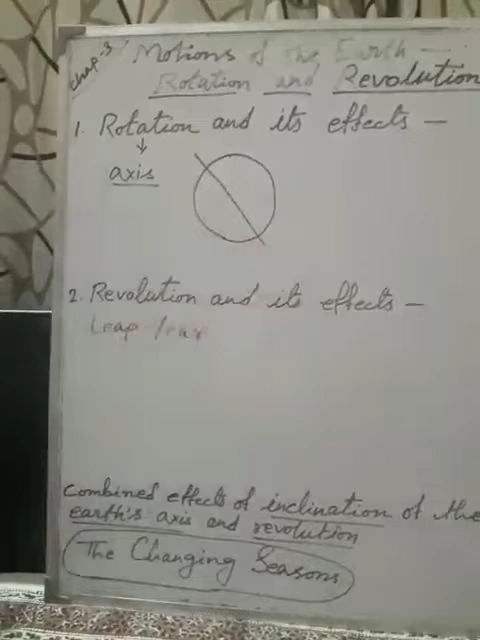 Chap.3 Motions of the Earth —
Rotation and Revolution
1. Rotation and its effects —
↓
axis
2. Revolution and its effects —
Leap Year
Combined effects of inclination of the
earth's axis and revolution
The Changing Seasons